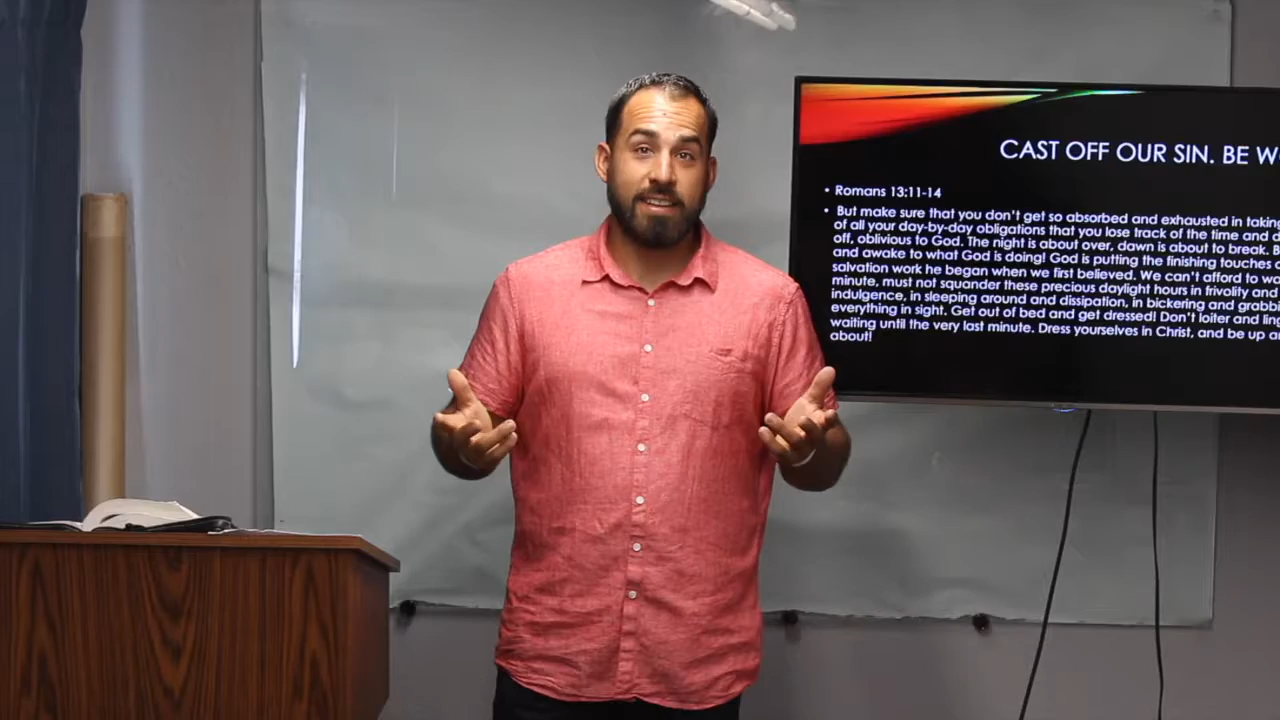 CAST OFF OUR SIN. BE
• Romans 13:11-14
• But make sure that you don't get so absorbed and exhausted in taking
of all your day-by-day obligations that you lose track of the time and
off, oblivious to God. The night is about over, dawn is about to break.
and awake to what God is doing! God is putting the finishing touches
salvation work he began when we first believed. We can't afford to
minute, must not squander these precious daylight hours in frivolity and
indulgence, in sleeping around and dissipation, in bickering and
everything in sight. Get out of bed and get dressed! Don't loiter and
waiting until the very last minute. Dress yourselves in Christ, and be up
about!